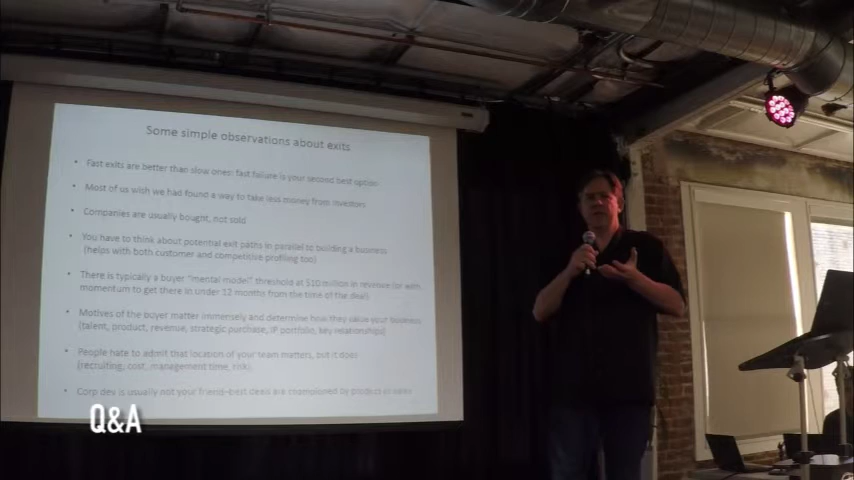 Some simple observations about exits
• Fast exits are better than slow ones: fast failure is your second best option
• Most of us wish we had found a way to take less money from investors
• Companies are usually bought, not sold
• You have to think about potential exit paths in parallel to building a business
(helps with both customer and competitive profiling too)
• There is typically a buyer "mental model" threshold at $10 million in revenue (or with
momentum to get there in under 12 months from the time of the deal)
• Motives of the buyer matter immensely and determine how they value your business
(talent, product, revenue, strategic purchase, IP portfolio, key relationships)
• People hate to admit that location of your team matters, but it does
(recruiting, cost, management time, risk)
• Corp dev is usually not your friend-best deals are championed by product or sales
Q&A